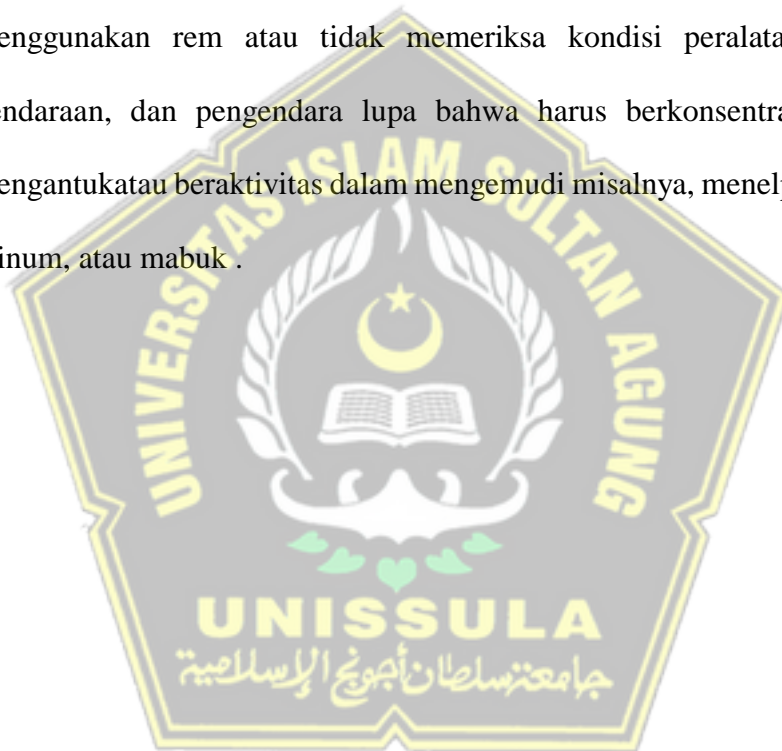 enggunakan rem atau tidak memeriksa kondisi peralata
endaraan, dan pengendara lupa bahwa harus berkonsentra
engantukatau beraktivitas dalam mengemudi misalnya, menel
inum, atau mabuk .
UNIVERSITAS ISLAM SULTAN AGUNG
UNISSULA
جامعة سلطان أجونج الإسلامية